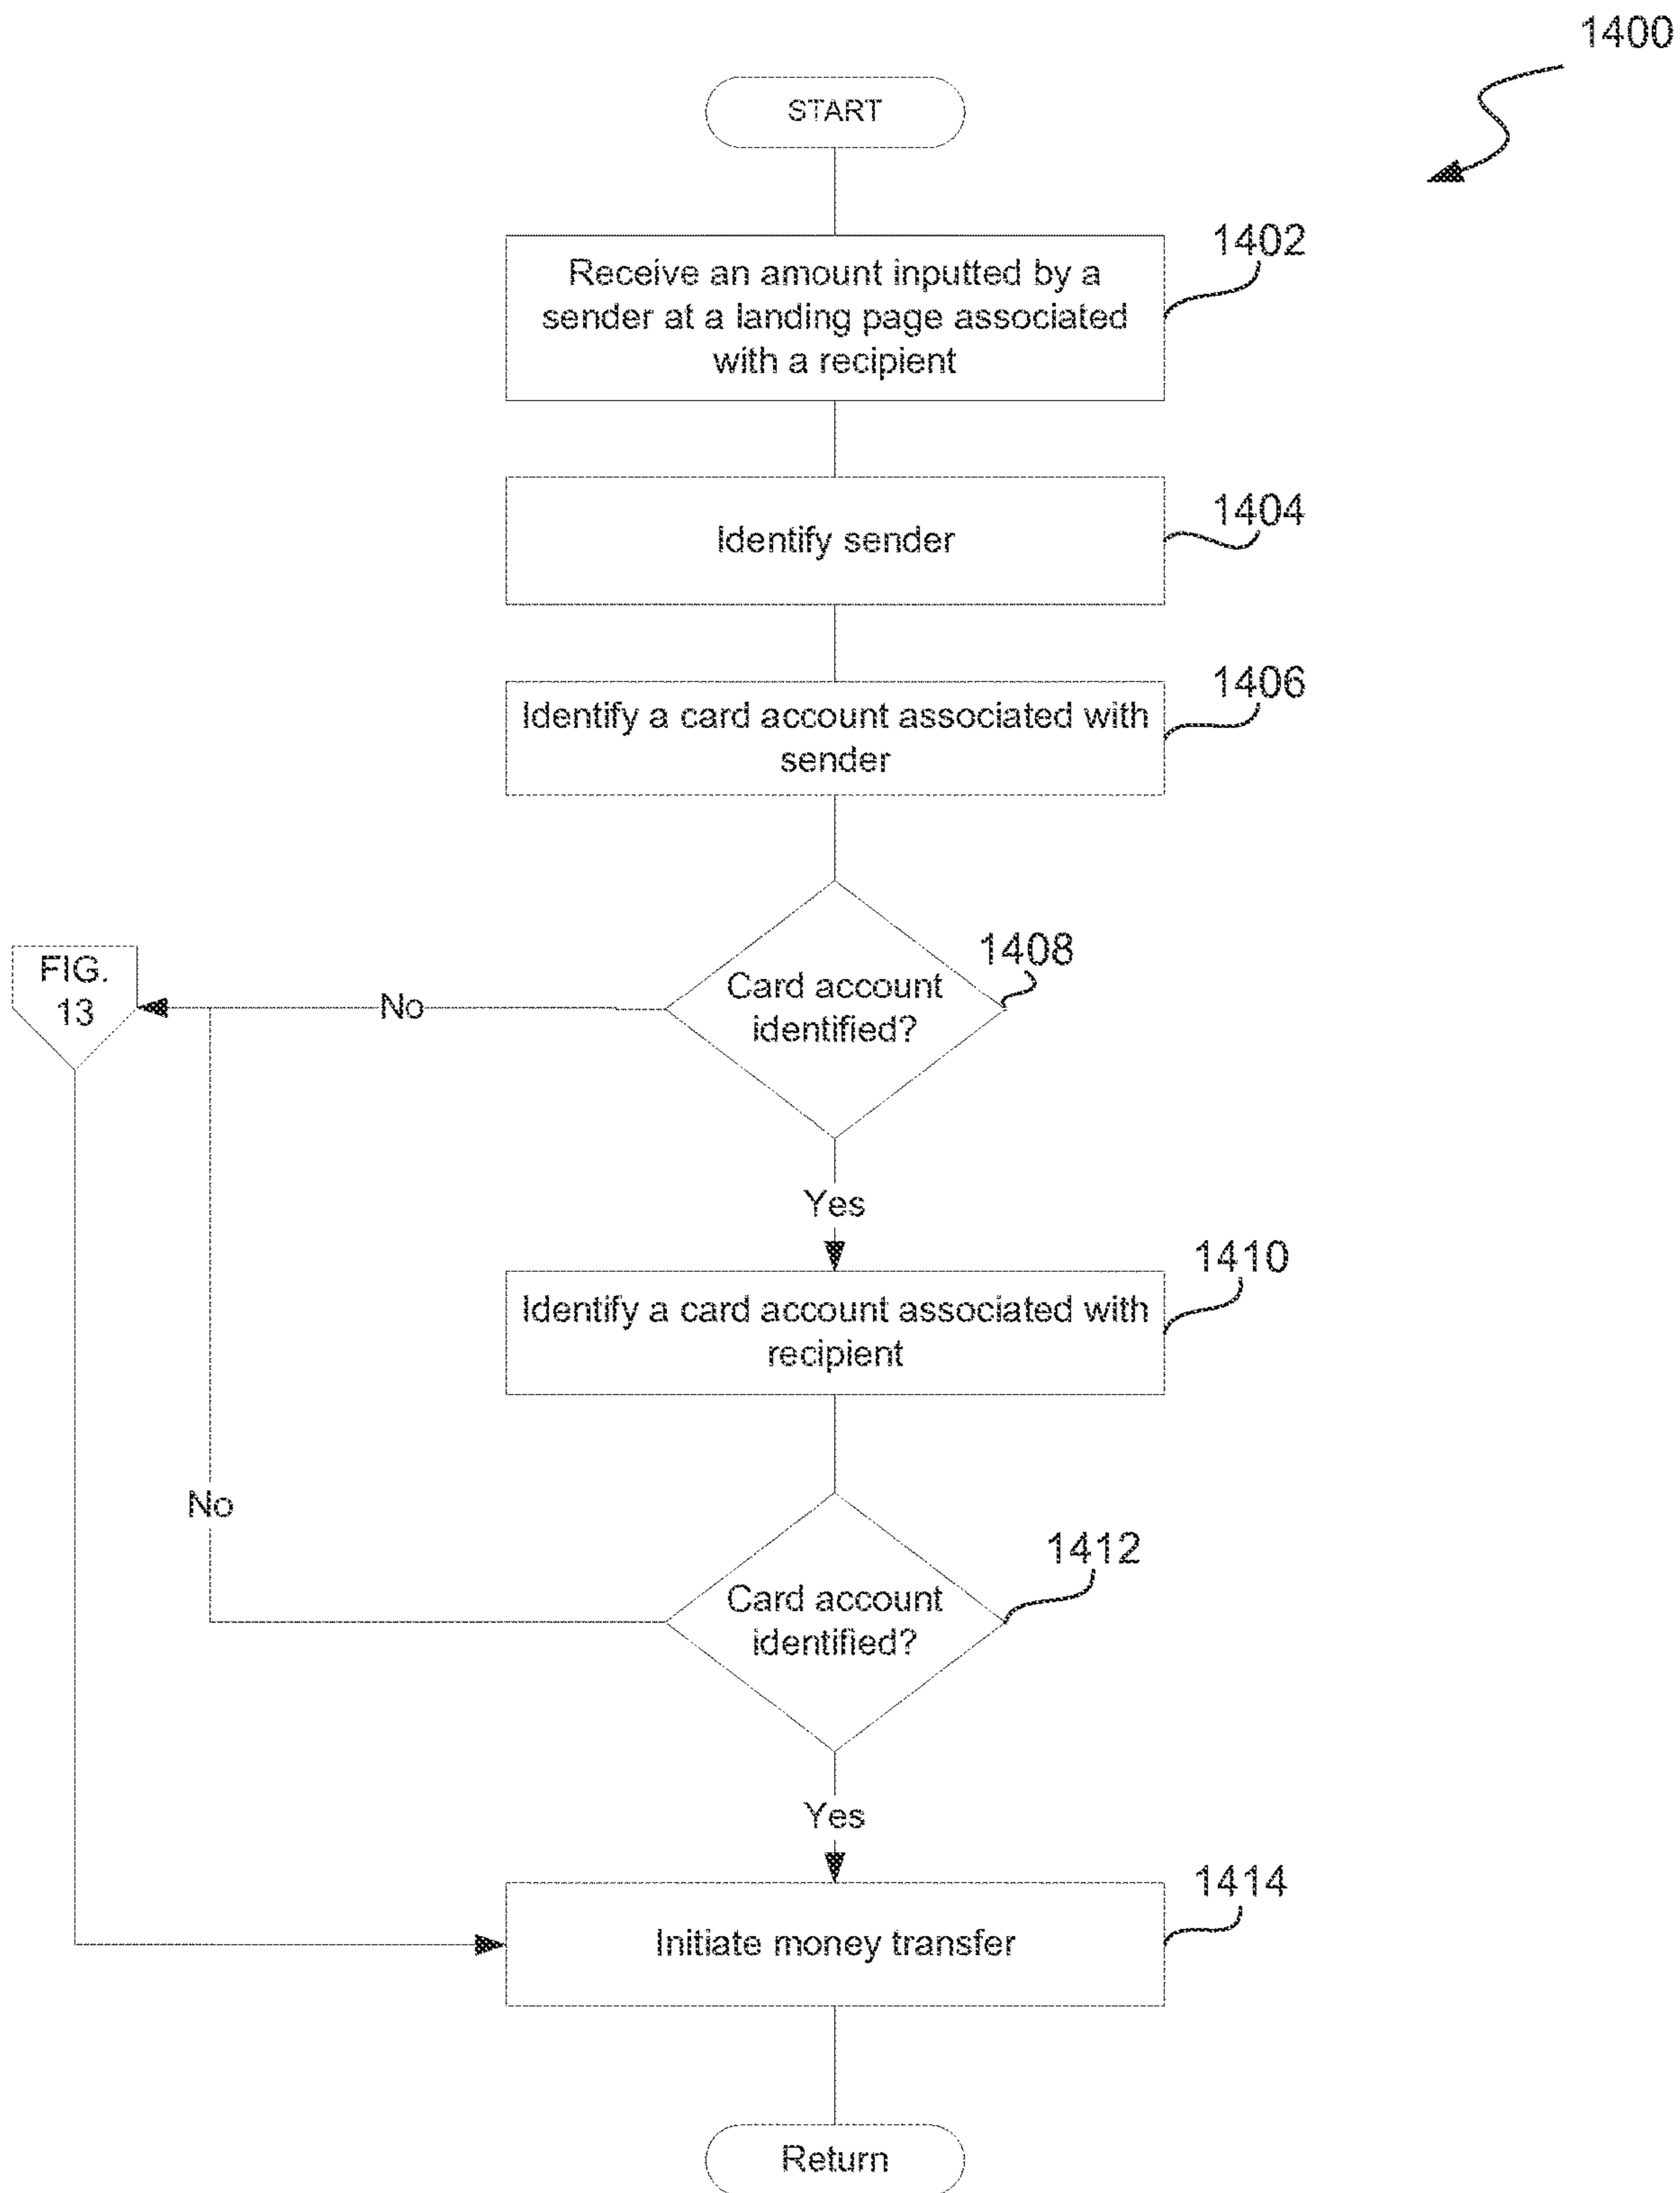 1400
START
1402
Receive an amount inputted by a
sender at a landing page associated
with a recipient
1404
Identify sender
1406
Identify a card account associated with
sender
1408
Card account
identified?
FIG.
13
No
Yes
1410
Identify a card account associated with
recipient
No
1412
Card account
identified?
Yes
1414
Initiate money transfer
Return